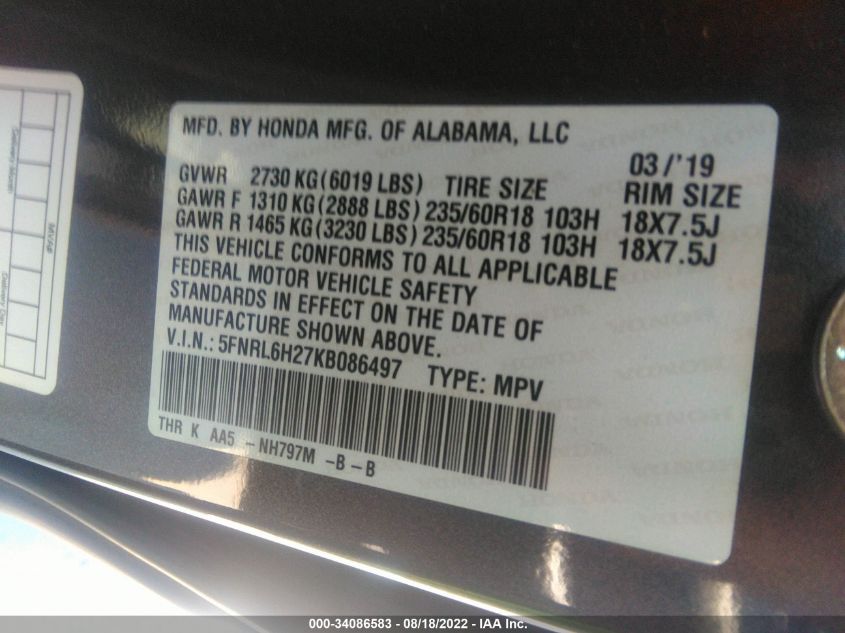 MFD. BY HONDA MFG. OF ALABAMA, LLC
03/'19
GVWR 2730 KG(6019 LBS) TIRE SIZE RIM SIZE
GAWR F 1310 KG(2888 LBS) 235/60R18 103H 18X7.5J
GAWR R 1465 KG(3230 LBS) 235/60R18 103H 18X7.5J
THIS VEHICLE CONFORMS TO ALL APPLICABLE
FEDERAL MOTOR VEHICLE SAFETY
STANDARDS IN EFFECT ON THE DATE OF
MANUFACTURE SHOWN ABOVE.
V.I.N.: 5FNRL6H27KB086497 TYPE: MPV
THR K AA5 -NH797M -B-B
MVA#
000-34086583 - 08/18/2022 - IAA Inc.